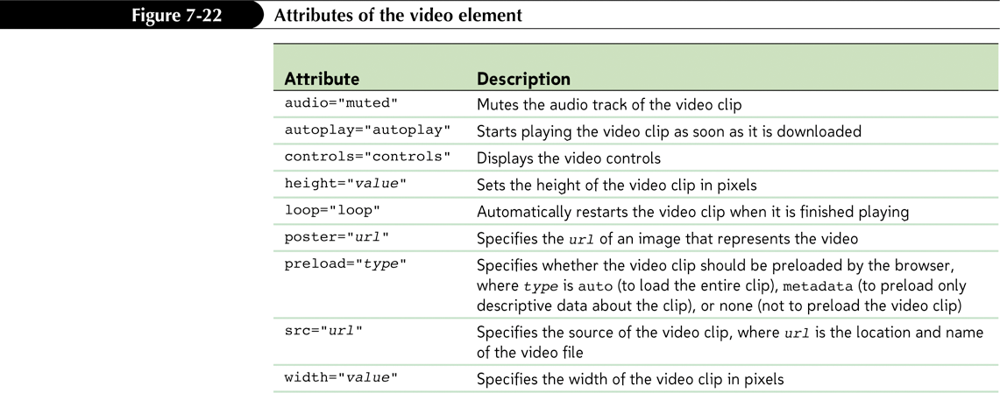 Figure 7-22 Attributes of the video element
Attribute Description
audio="muted" Mutes the audio track of the video clip
autoplay="autoplay" Starts playing the video clip as soon as it is downloaded
controls="controls" Displays the video controls
height="value" Sets the height of the video clip in pixels
loop="loop" Automatically restarts the video clip when it is finished playing
poster="url" Specifies the url of an image that represents the video
preload="type" Specifies whether the video clip should be preloaded by the browser,
where type is auto (to load the entire clip), metadata (to preload only
descriptive data about the clip), or none (not to preload the video clip)
src="url" Specifies the source of the video clip, where url is the location and name
of the video file
width="value" Specifies the width of the video clip in pixels